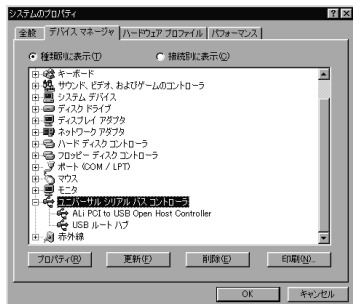 システムのプロパティ
全般 デバイス マネージャ ハードウェア プロファイル パフォーマンス
種類別に表示(T) 接続別に表示(C)
キーボード
サウンド、ビデオ、およびゲームのコントローラ
システム デバイス
ディスク ドライブ
ディスプレイ アダプタ
ネットワーク アダプタ
ハード ディスク コントローラ
フロッピー ディスク コントローラ
ポート (COM / LPT)
マウス
モニタ
ユニバーサル シリアル バス コントローラ
ALi PCI to USB Open Host Controller
USB ルート ハブ
赤外線
プロパティ(R) 更新(F) 削除(E) 印刷(N)...
OK キャンセル